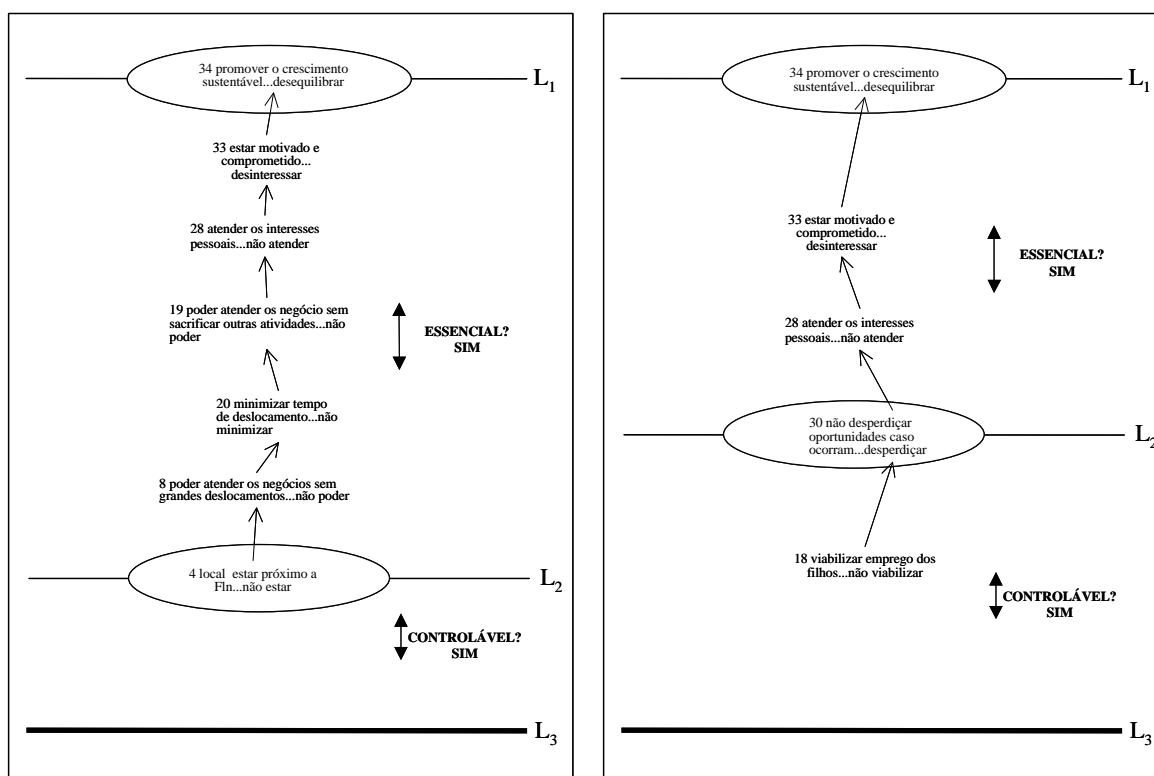 34 promover o crescimento
sustentável...desequilibrar
L1
33 estar motivado e
comprometido...
desinteressar
28 atender os interesses
pessoais...não atender
19 poder atender os negócio sem
sacrificar outras atividades...não
poder
ESSENCIAL?
SIM
20 minimizar tempo
de deslocamento...não
minimizar
8 poder atender os negócios sem
grandes deslocamentos...não poder
4 local estar próximo a
Fln...não estar
L2
CONTROLÁVEL?
SIM
L3
34 promover o crescimento
sustentável...desequilibrar
L1
33 estar motivado e
comprometido...
desinteressar
ESSENCIAL?
SIM
28 atender os interesses
pessoais...não atender
30 não desperdiçar
oportunidades caso
ocorram...desperdiçar
L2
18 viabilizar emprego dos
filhos...não viabilizar
CONTROLÁVEL?
SIM
L3